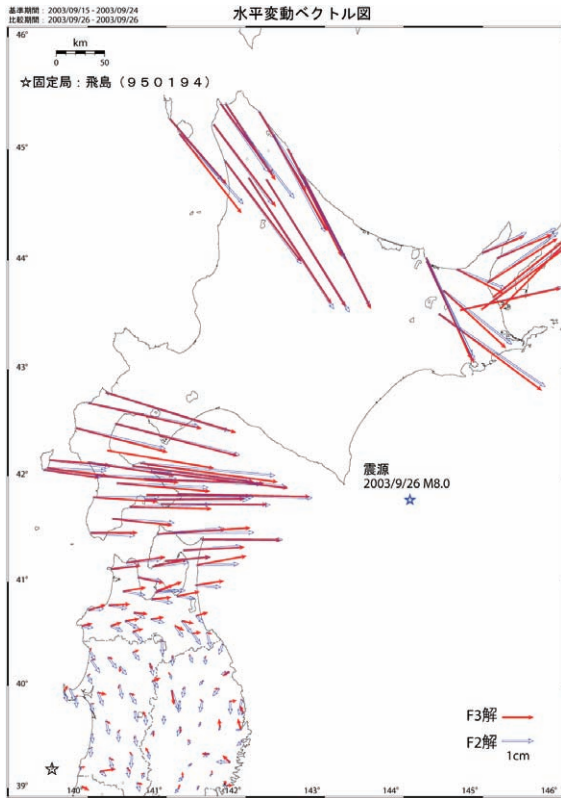 基準期間：2003/09/15 - 2003/09/24
比較期間：2003/09/26 - 2003/09/26
水平変動ベクトル図
km
0 50
☆固定局：飛島（９５０１９４）
46°
45°
44°
43°
42°
41°
40°
39°
震源
2003/9/26 M8.0
F3解
F2解
1cm
140°
141°
142°
143°
144°
145°
146°